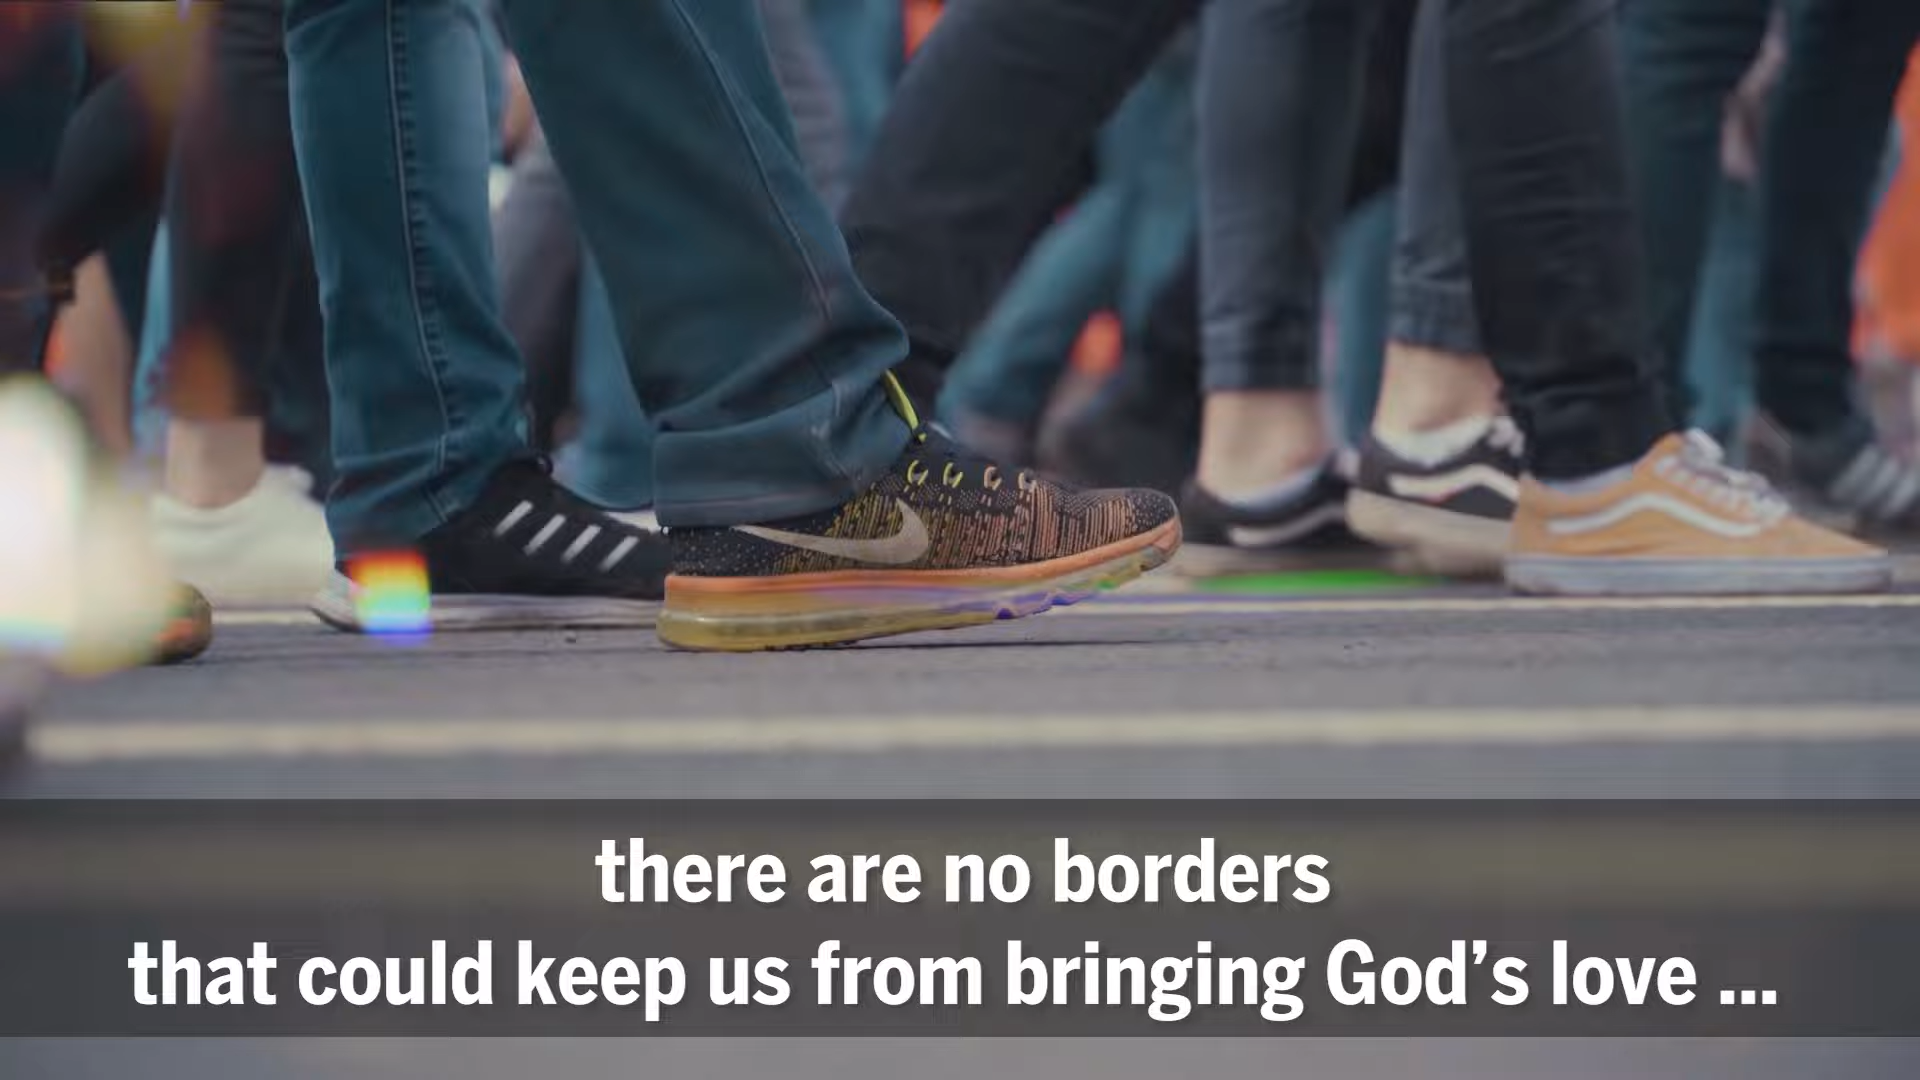 there are no borders
that could keep us from bringing God’s love ...